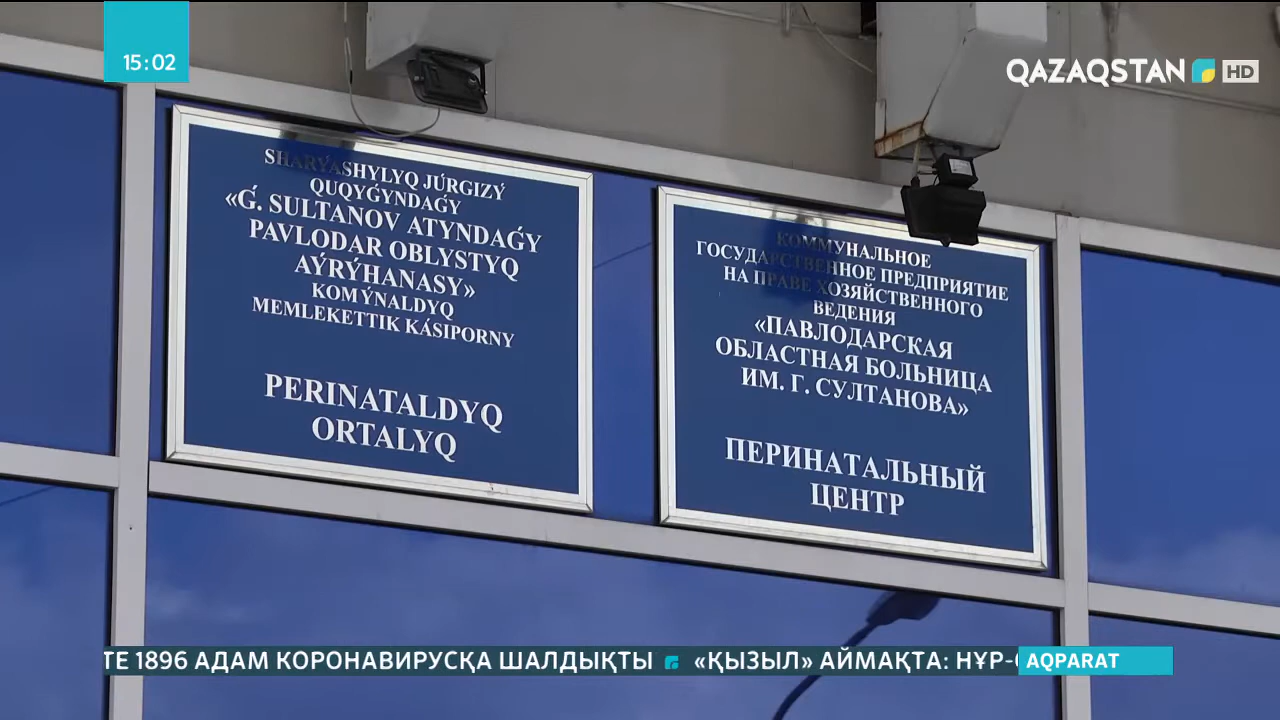 15:02
QAZAQSTAN HD
SHARÝASHYLYQ JÚRGIZÝ
QUQYǴYNDAǴY
«Ǵ. SULTANOV ATYNDAǴY
PAVLODAR OBLYSTYQ
AÝRÝHANASY»
KOMÝNALDYQ
MEMLEKETTIK KÁSIPORNY
PERINATALDYQ
ORTALYQ
КОММУНАЛЬНОЕ
ГОСУДАРСТВЕННОЕ ПРЕДПРИЯТИЕ
НА ПРАВЕ ХОЗЯЙСТВЕННОГО
ВЕДЕНИЯ
«ПАВЛОДАРСКАЯ
ОБЛАСТНАЯ БОЛЬНИЦА
ИМ. Г. СУЛТАНОВА»
ПЕРИНАТАЛЬНЫЙ
ЦЕНТР
ТЕ 1896 АДАМ КОРОНАВИРУСҚА ШАЛДЫҚТЫ «ҚЫЗЫЛ» АЙМАҚТА: НҰР-
AQPARAT